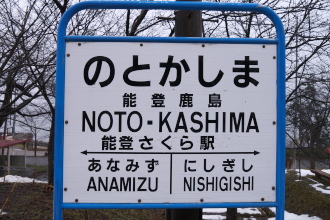 のとかしま
能登鹿島
NOTO-KASHIMA
能登さくら駅
あなみず にしぎし
ANAMIZU NISHIGISHI